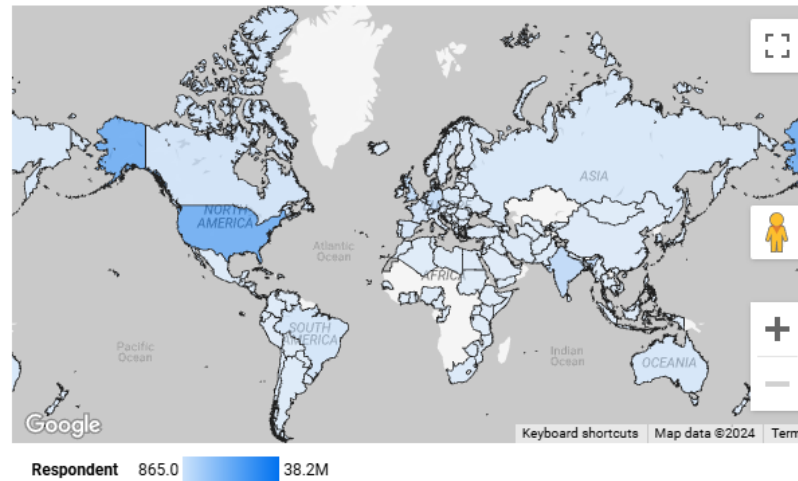 ASIA
NORTH
AMERICA
Atlantic
Ocean
AFRICA
SOUTH
AMERICA
Pacific
Ocean
Indian
Ocean
OCEANIA
Google
Keyboard shortcuts
Map data ©2024
Term
Respondent 865.0 38.2M